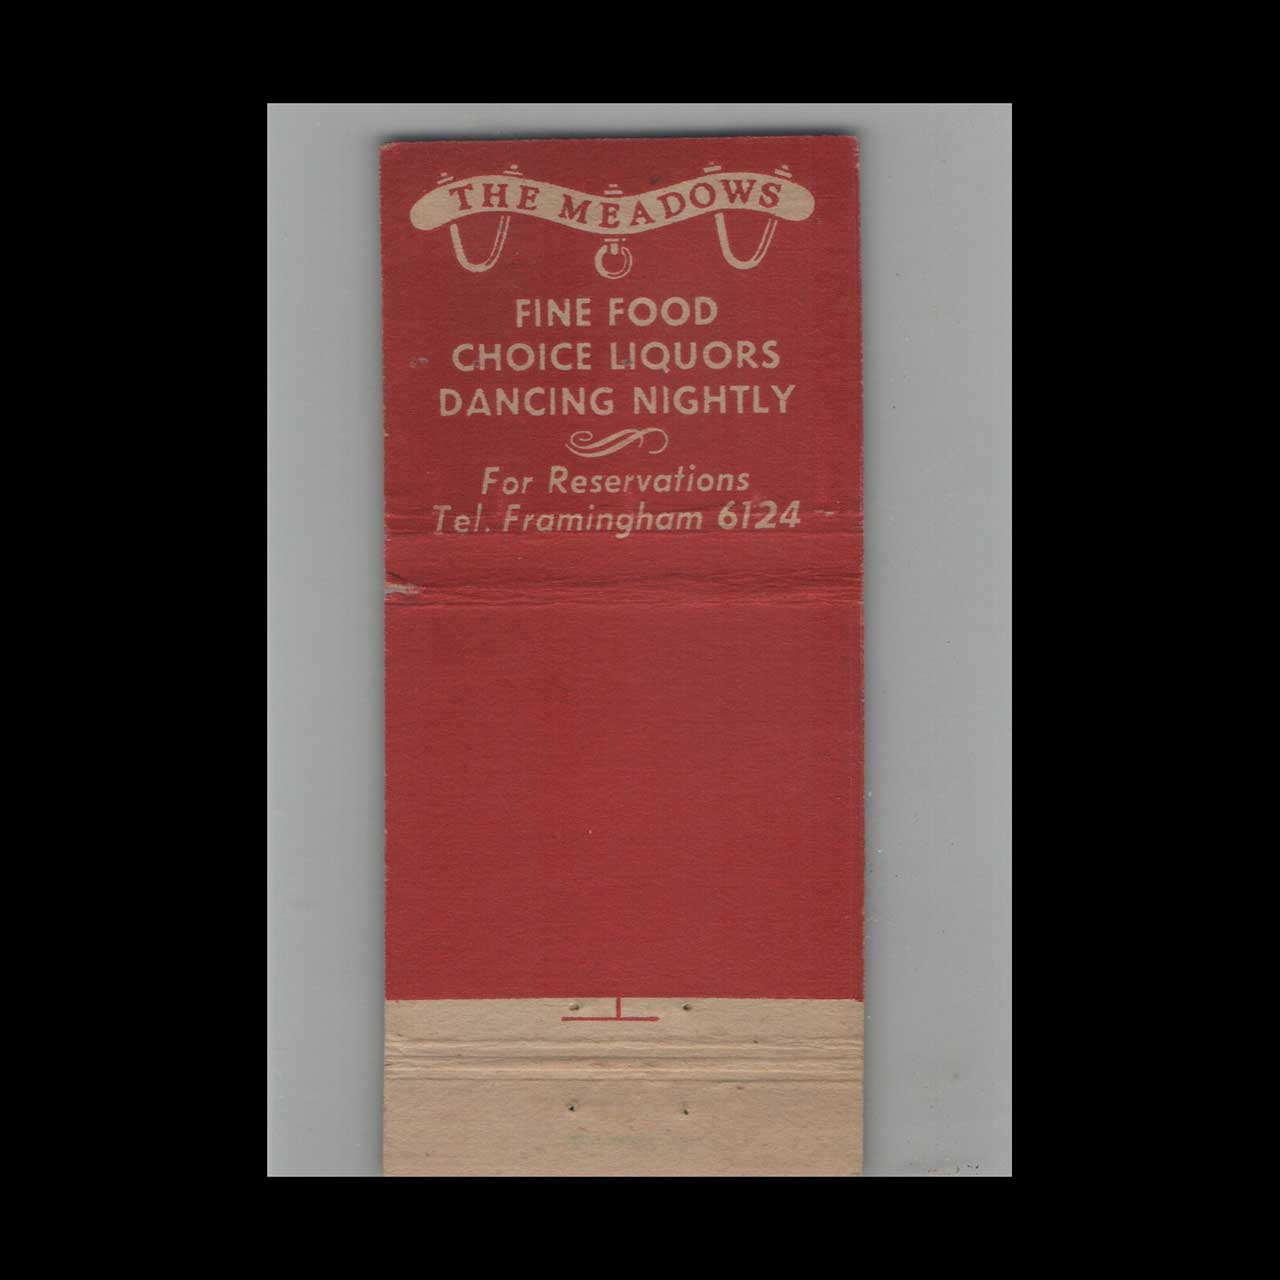 THE MEADOWS
FINE FOOD
CHOICE LIQUORS
DANCING NIGHTLY
For Reservations
Tel. Framingham 6124